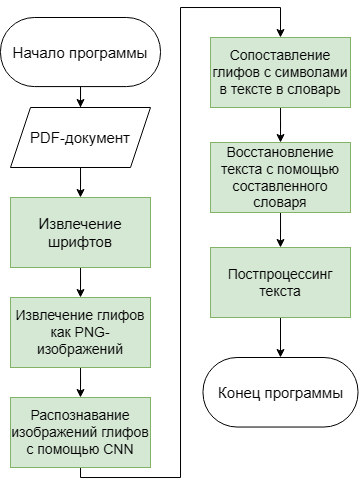 Начало программы
PDF-документ
Извлечение
шрифтов
Извлечение глифов
как PNG-
изображений
Распознавание
изображений глифов
с помощью CNN
Сопоставление
глифов с символами
в тексте в словарь
Восстановление
текста с помощью
составленного
словаря
Постпроцессинг
текста
Конец программы